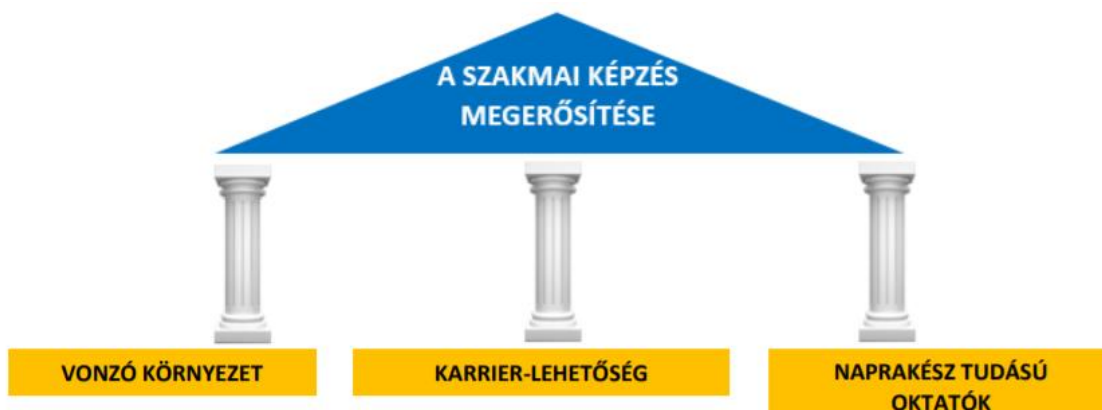 A SZAKMAI KÉPZÉS
MEGERŐSÍTÉSE
VONZÓ KÖRNYEZET
KARRIER-LEHETŐSÉG
NAPRAKÉSZ TUDÁSÚ
OKTATÓK